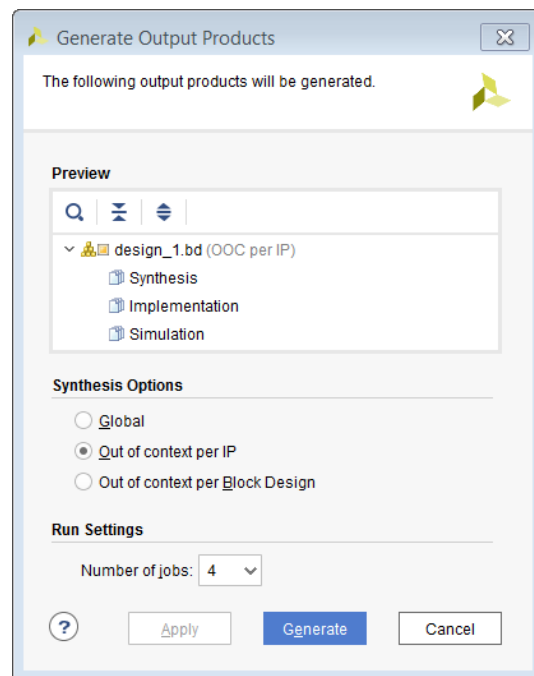 Generate Output Products
The following output products will be generated.
Preview
design_1.bd (OOC per IP)
Synthesis
Implementation
Simulation
Synthesis Options
Global
Out of context per IP
Out of context per Block Design
Run Settings
Number of jobs: 4
? Apply Generate Cancel